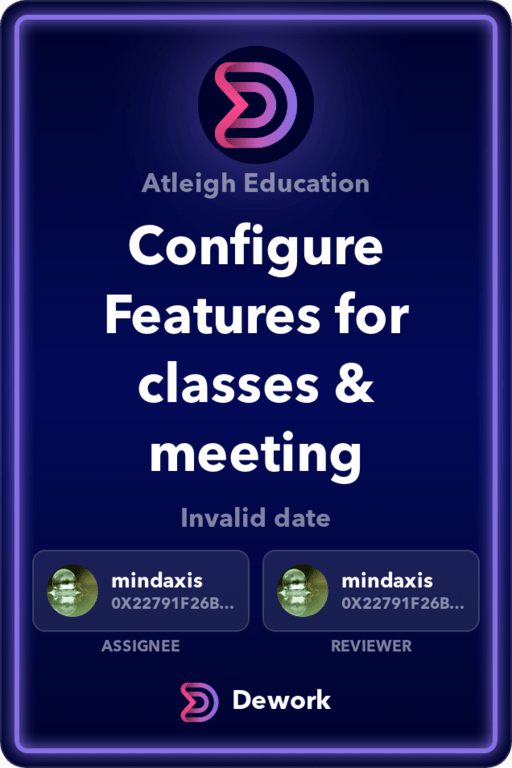 Atleigh Education
Configure
Features for
classes &
meeting
Invalid date
mindaxis
0X22791F26B...
ASSIGNEE
mindaxis
0X22791F26B...
REVIEWER
Dework